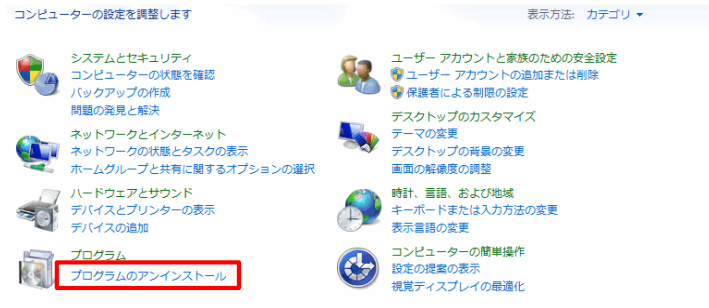 コンピューターの設定を調整します
表示方法: カテゴリ
システムとセキュリティ
コンピューターの状態を確認
バックアップの作成
問題の発見と解決
ネットワークとインターネット
ネットワークの状態とタスクの表示
ホームグループと共有に関するオプションの選択
ハードウェアとサウンド
デバイスとプリンターの表示
デバイスの追加
プログラム
プログラムのアンインストール
ユーザー アカウントと家族のための安全設定
ユーザー アカウントの追加または削除
保護者による制限の設定
デスクトップのカスタマイズ
テーマの変更
デスクトップの背景の変更
画面の解像度の調整
時計、言語、および地域
キーボードまたは入力方法の変更
表示言語の変更
コンピューターの簡単操作
設定の提案の表示
視覚ディスプレイの最適化